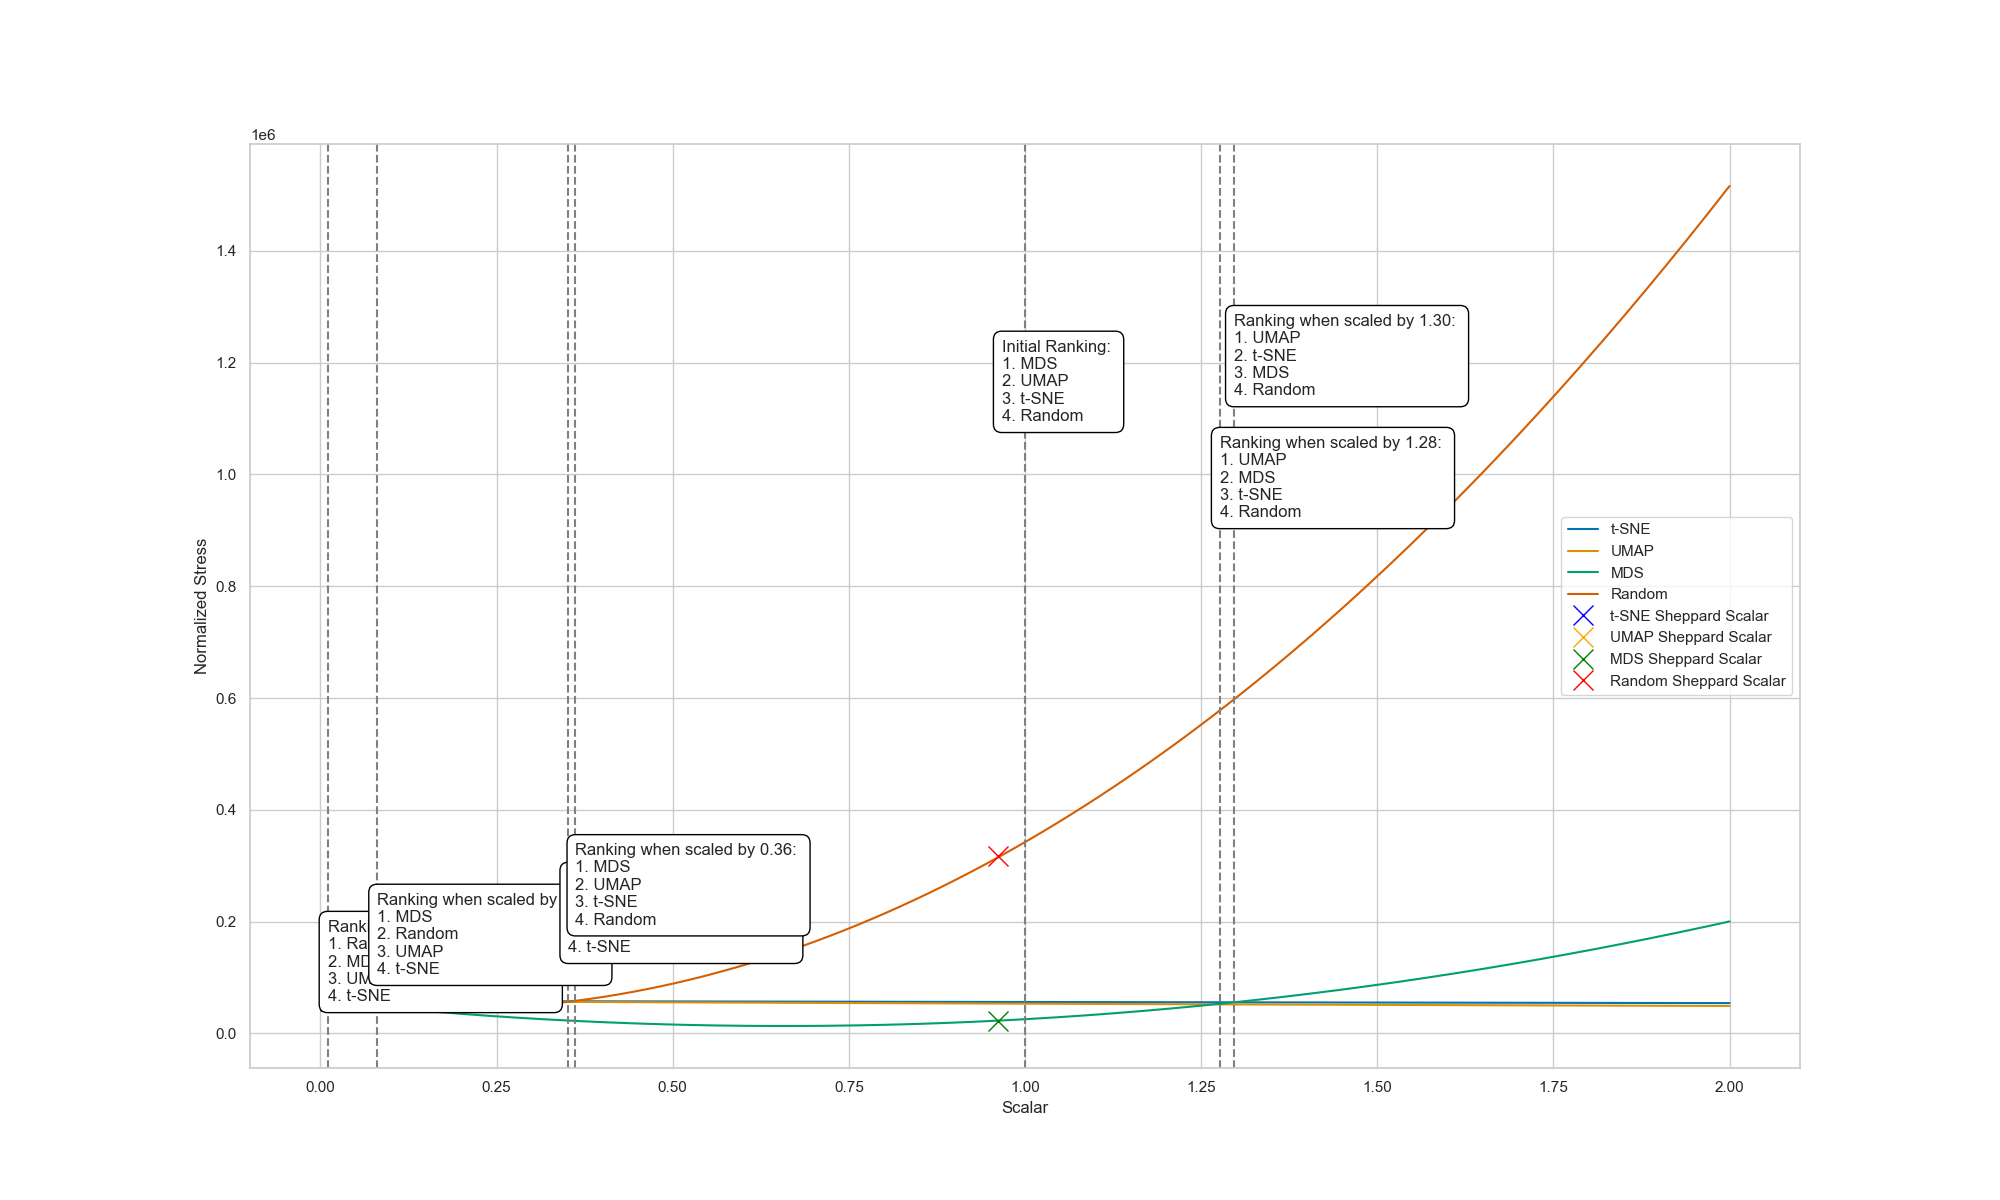 1e6
1.4
1.2
1.0
0.8
0.6
0.4
0.2
0.0
Normalized Stress
Ranking when scaled by 1.30:
1. UMAP
2. t-SNE
3. MDS
4. Random
Initial Ranking:
1. MDS
2. UMAP
3. t-SNE
4. Random
Ranking when scaled by 1.28:
1. UMAP
2. MDS
3. t-SNE
4. Random
t-SNE
UMAP
MDS
Random
t-SNE Sheppard Scalar
UMAP Sheppard Scalar
MDS Sheppard Scalar
Random Sheppard Scalar
Ranking when scaled by 0.36:
1. MDS
2. UMAP
3. t-SNE
4. Random
4. t-SNE
Ranking when scaled by
1. MDS
2. Random
3. UMAP
4. t-SNE
1.
2.
3.
4. t-SNE
0.00
0.25
0.50
0.75
1.00
1.25
1.50
1.75
2.00
Scalar